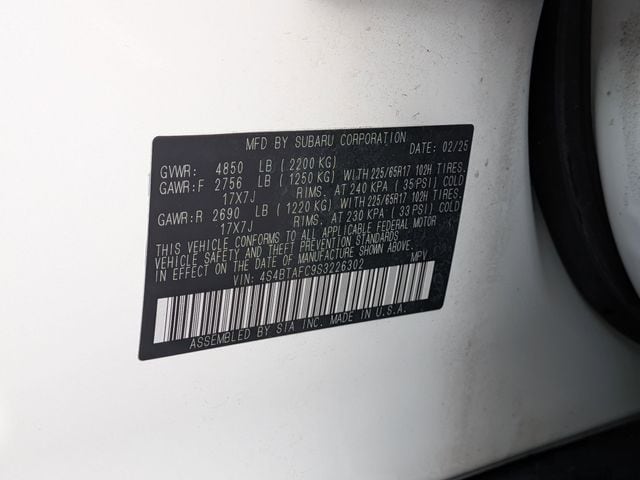 MFD BY SUBARU CORPORATION
DATE: 02/25
GVWR: 4850 LB (2200 KG)
GAWR:F 2756 LB (1250 KG) WITH 225/65R17 102H TIRES.
17X7J RIMS. AT 240 KPA (35PSI) COLD
GAWR:R 2690 LB (1220 KG) WITH 225/65R17 102H TIRES.
17X7J RIMS. AT 230 KPA (33 PSI) COLD
THIS VEHICLE CONFORMS TO ALL APPLICABLE FEDERAL MOTOR
VEHICLE SAFETY AND THEFT PREVENTION STANDARDS
IN EFFECT ON THE DATE OF MANUFACTURE SHOWN ABOVE.
VIN: 4S4BTAFC9S3226302 MPV
ASSEMBLED BY SIA INC. MADE IN U.S.A.